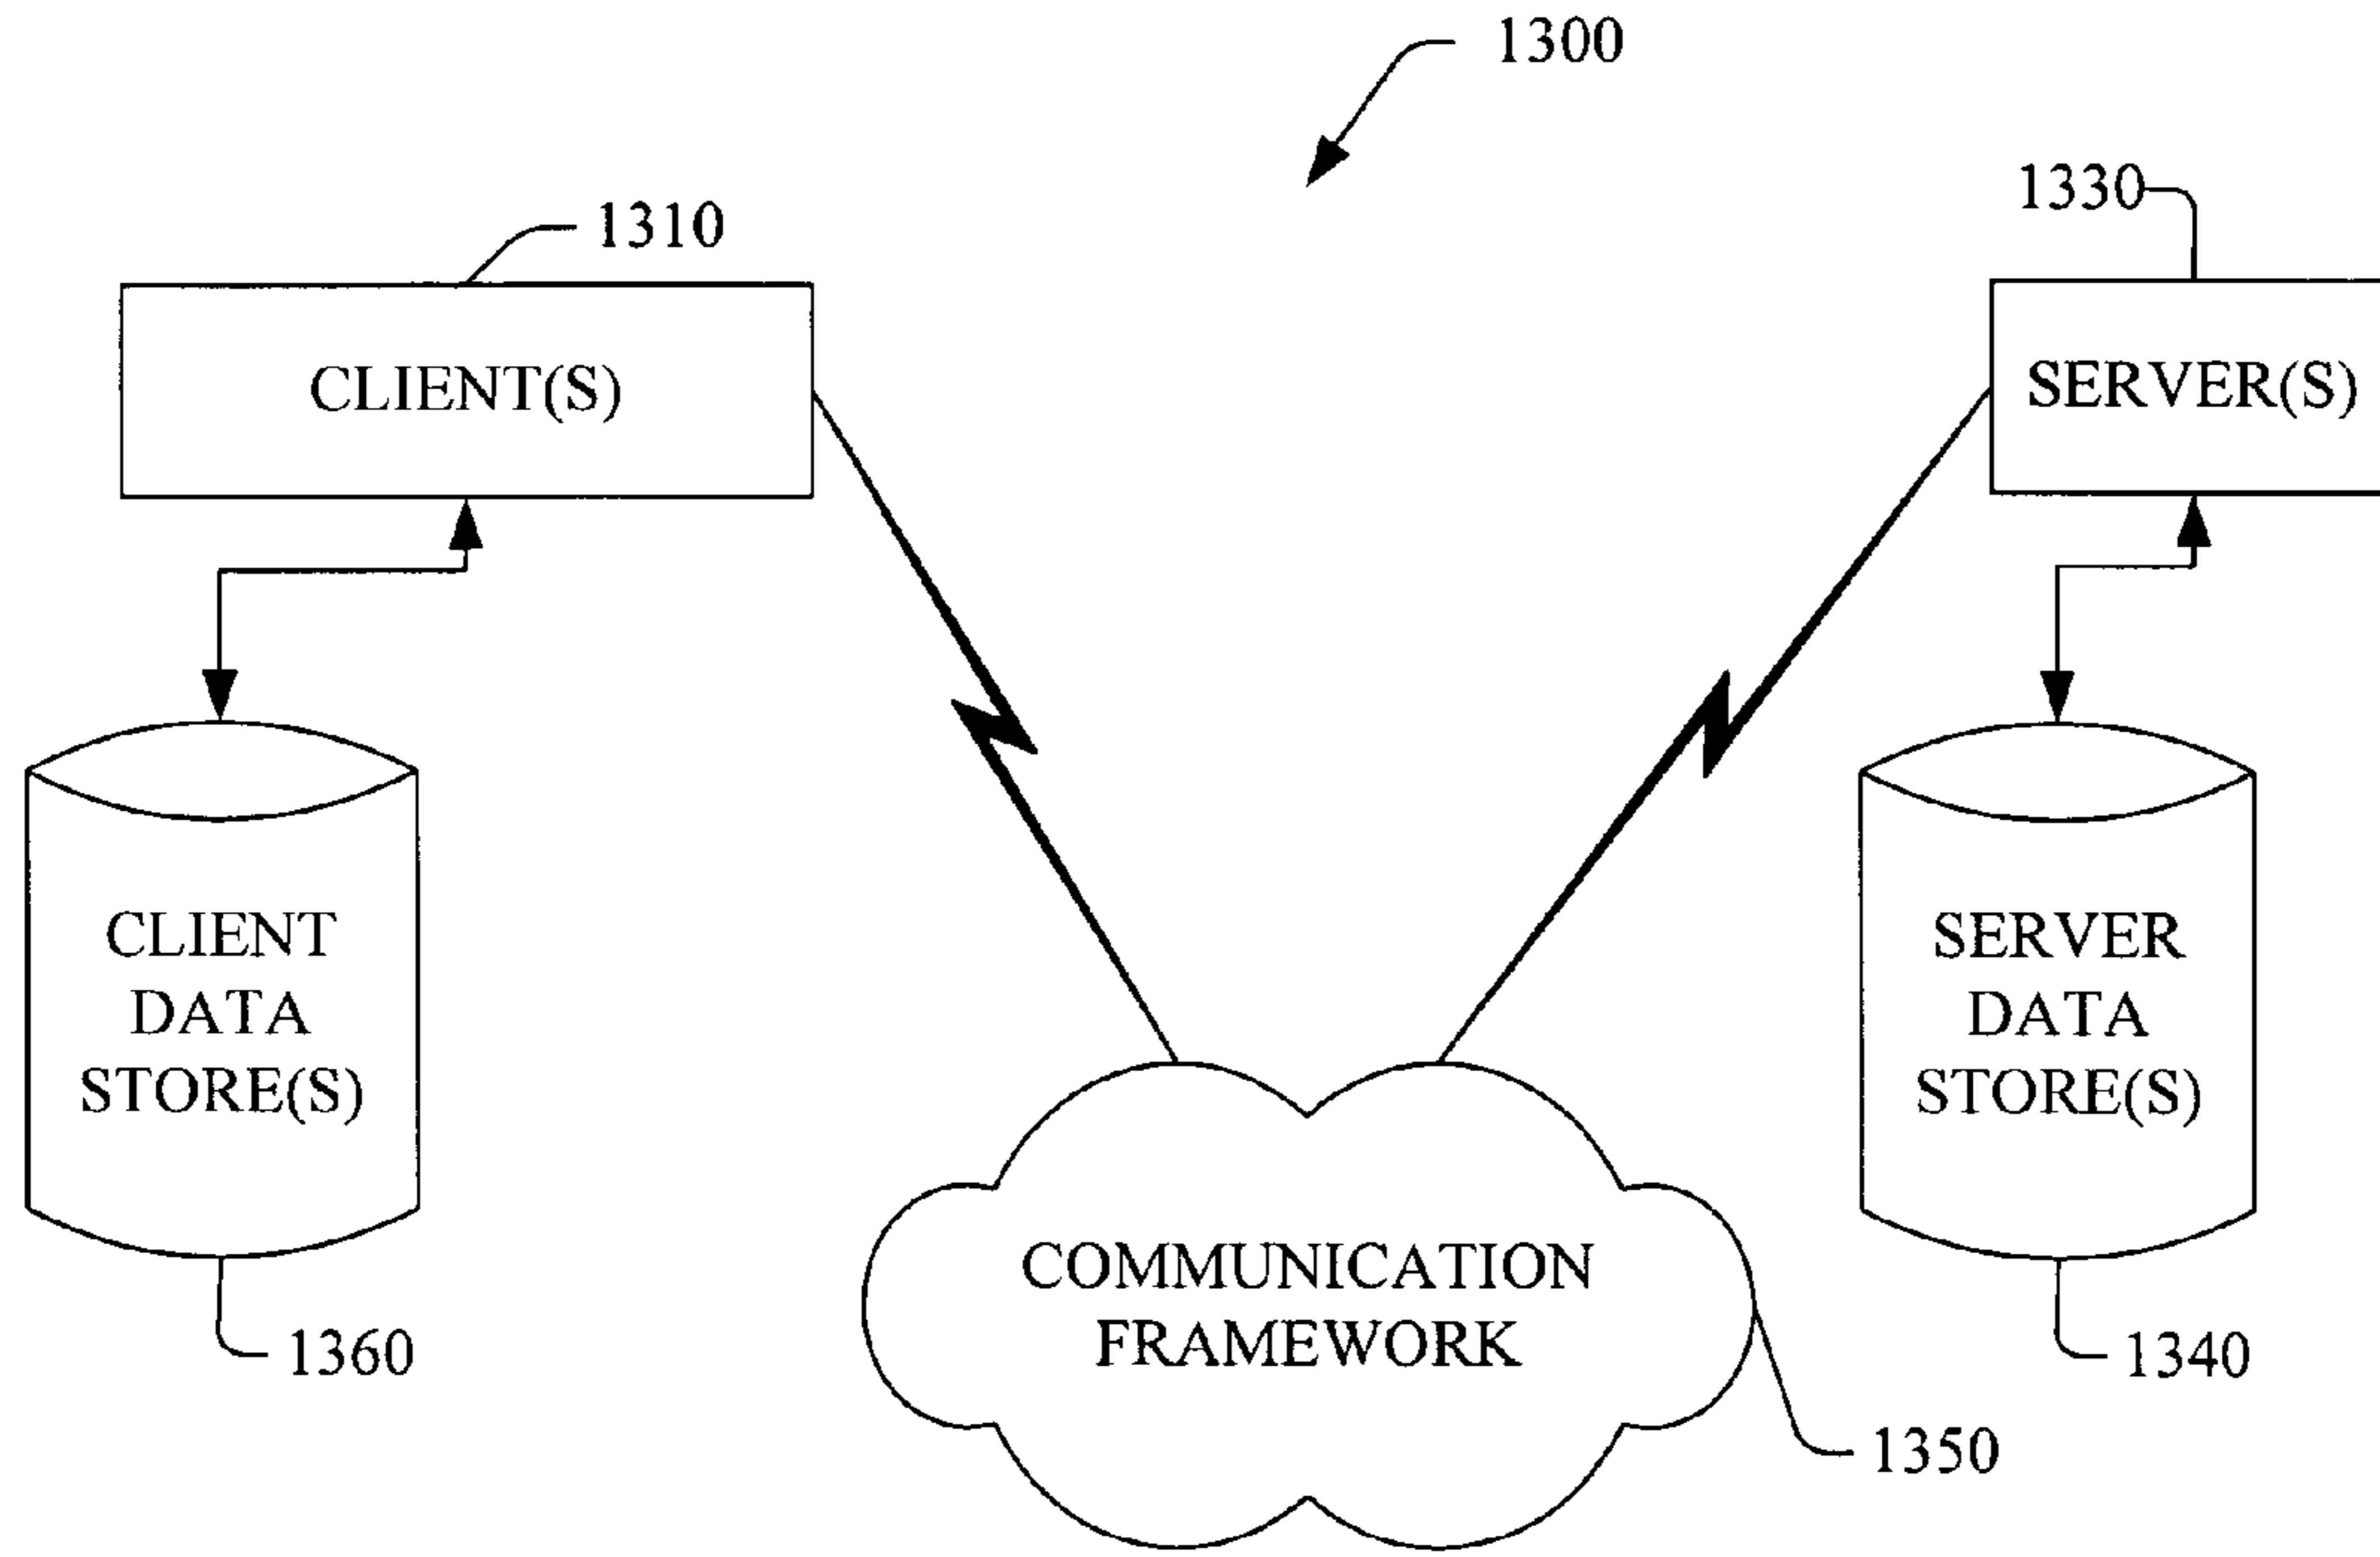 1300
1330
1310
CLIENT(S)
SERVER(S)
CLIENT
DATA
STORE(S)
SERVER
DATA
STORE(S)
COMMUNICATION
FRAMEWORK
1360
1340
1350